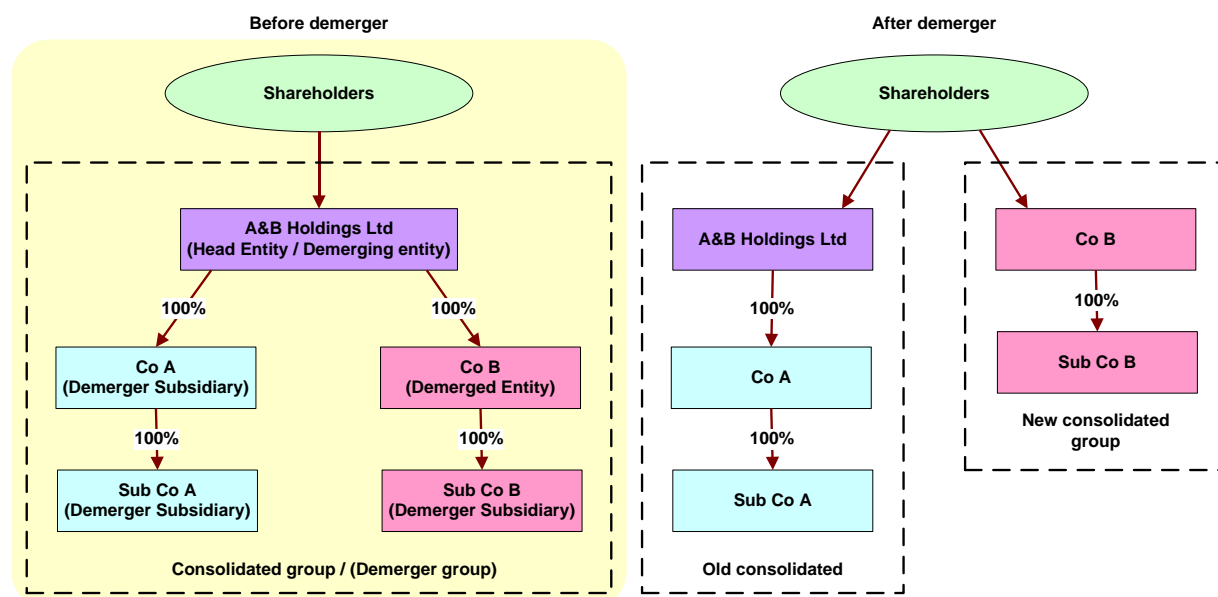 Before demerger
Shareholders
A&B Holdings Ltd
(Head Entity / Demerging entity)
100%
100%
Co A
(Demerger Subsidiary)
Co B
(Demerged Entity)
100%
100%
Sub Co A
(Demerger Subsidiary)
Sub Co B
(Demerger Subsidiary)
Consolidated group / (Demerger group)
After demerger
Shareholders
A&B Holdings Ltd
100%
Co A
100%
Sub Co A
Old consolidated
Co B
100%
Sub Co B
New consolidated
group